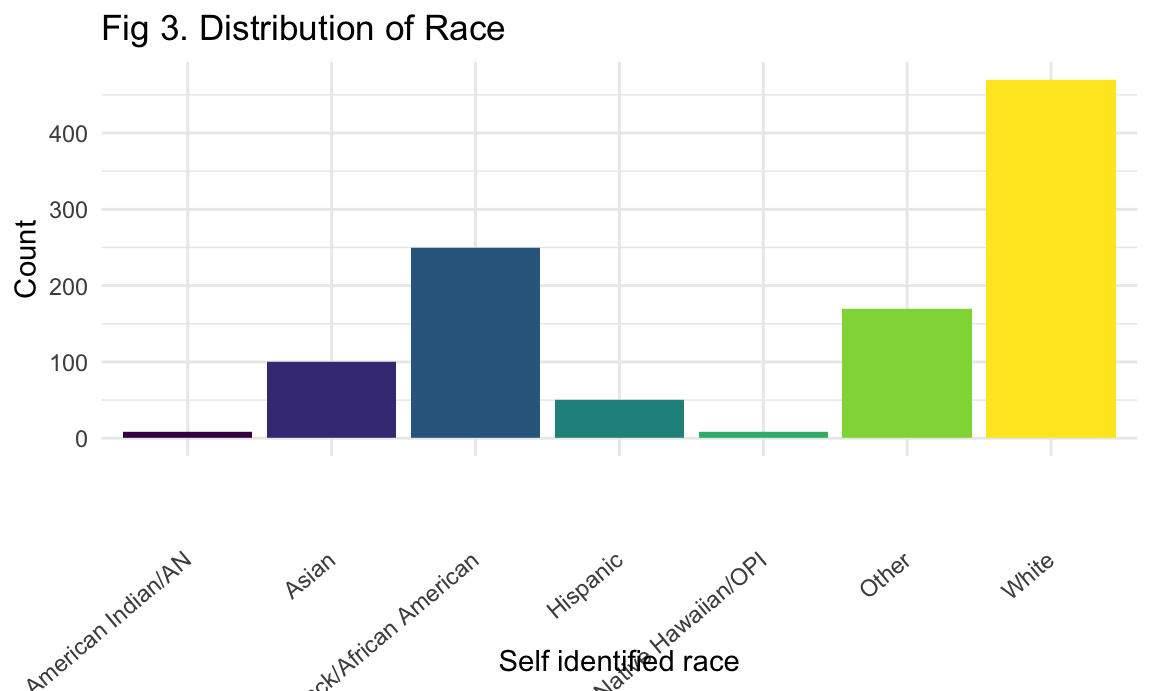 Fig 3. Distribution of Race
Count
400
300
200
100
0
American Indian/AN
Asian
ck/African American
Hispanic
Native Hawaiian/OPI
Other
White
Self identified race